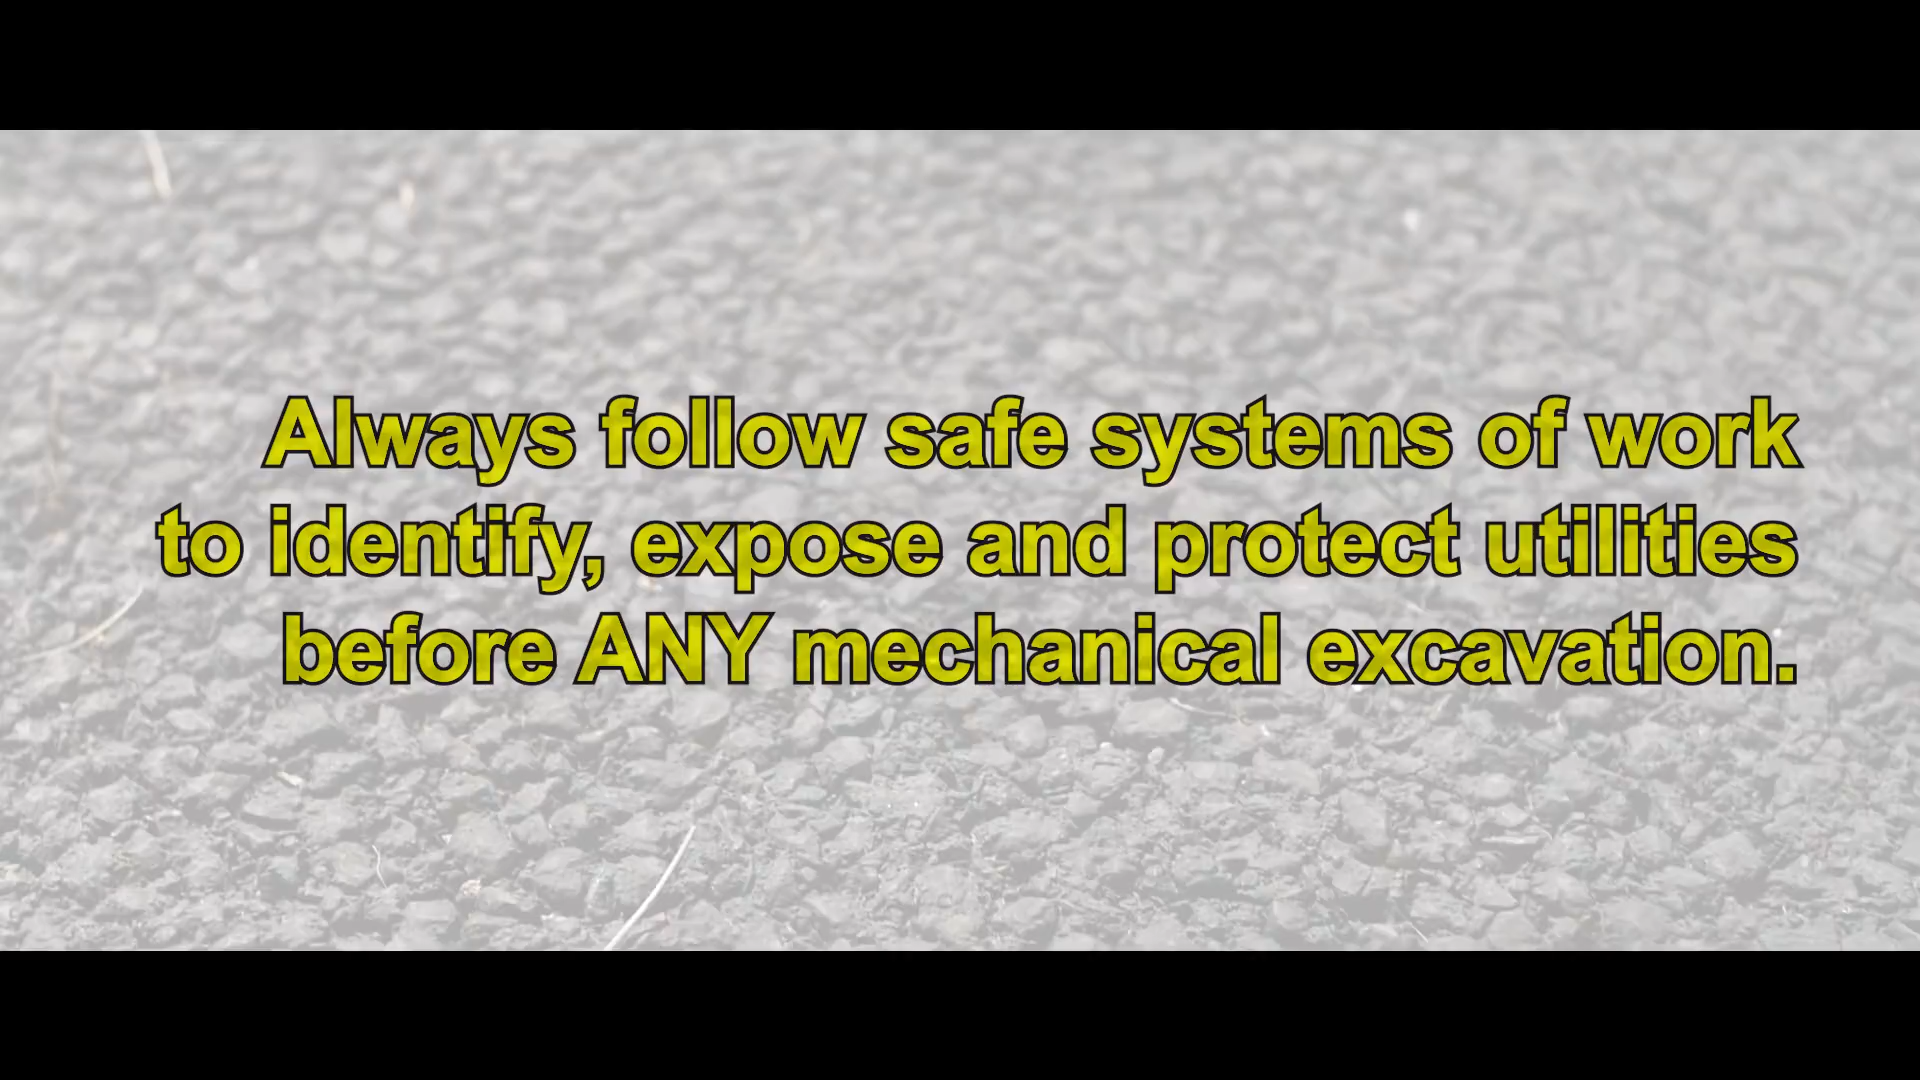 Always follow safe systems of work
to identify, expose and protect utilities
before ANY mechanical excavation.